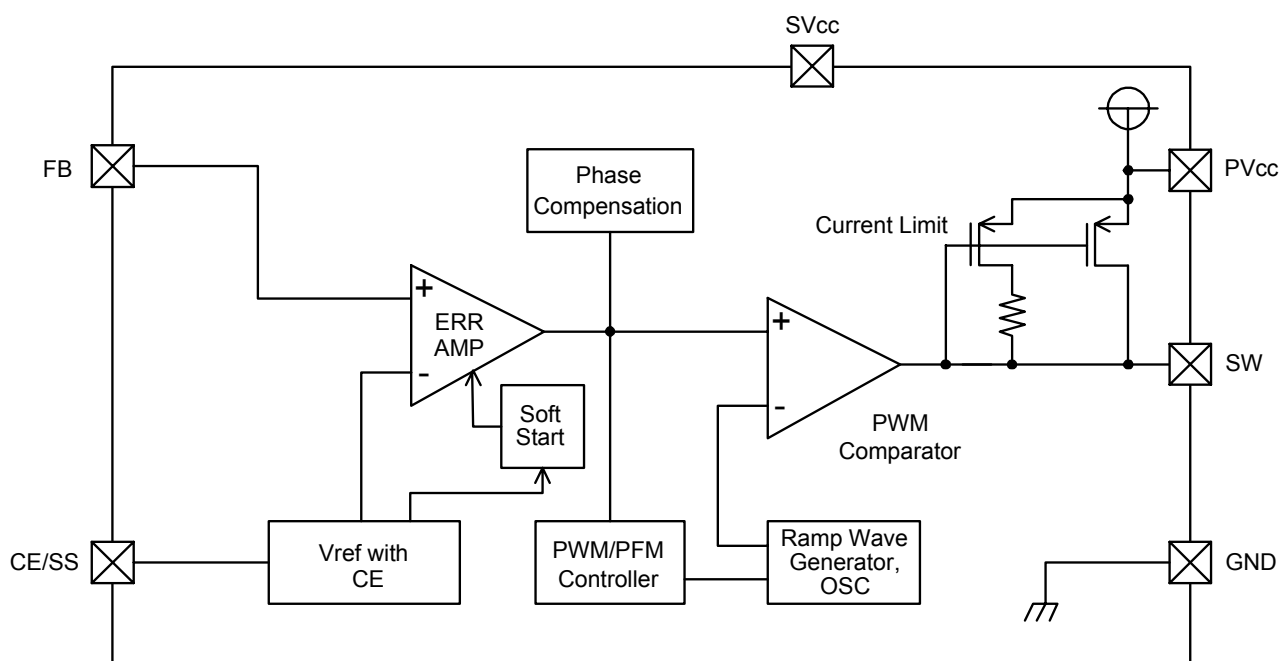 SVcc
FB
PVcc
Phase
Compensation
Current Limit
+
ERR
AMP
-
+
-
SW
Soft
Start
PWM
Comparator
CE/SS
Vref with
CE
PWM/PFM
Controller
Ramp Wave
Generator,
OSC
GND